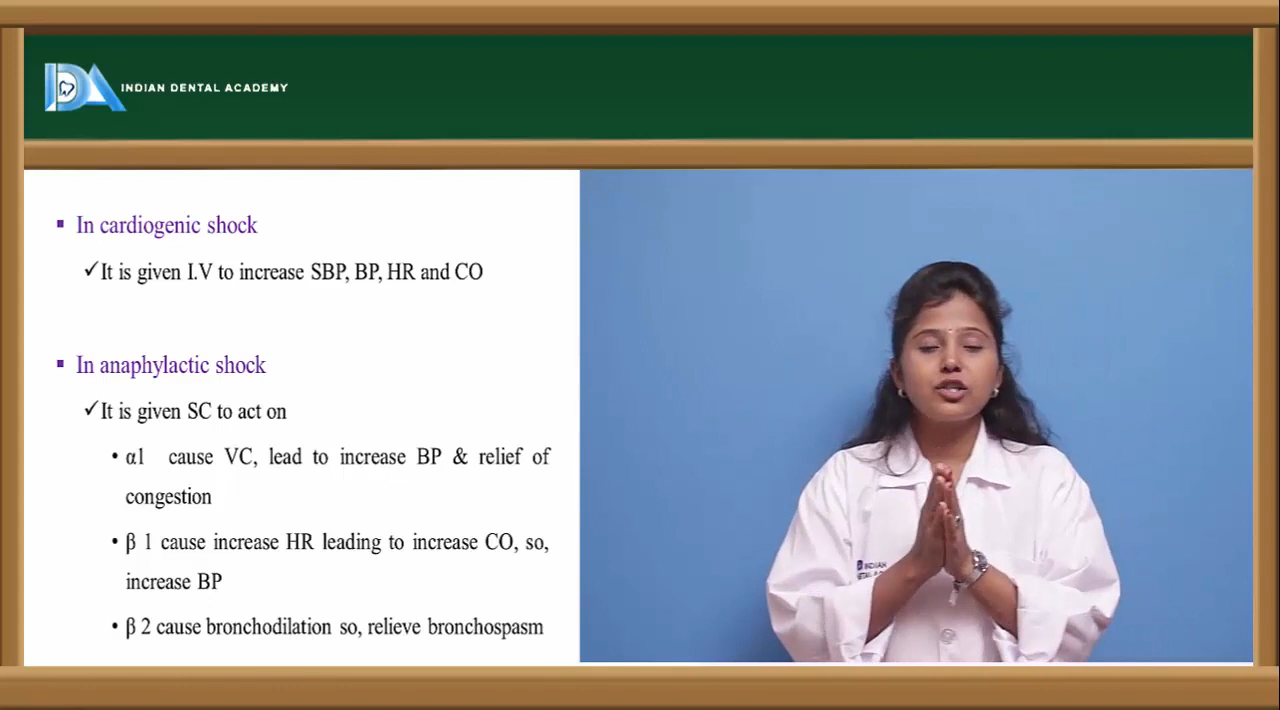 IDA INDIAN DENTAL ACADEMY
▪ In cardiogenic shock
✓It is given I.V to increase SBP, BP, HR and CO
▪ In anaphylactic shock
✓It is given SC to act on
• α1 cause VC, lead to increase BP & relief of
congestion
• β 1 cause increase HR leading to increase CO, so,
increase BP
• β 2 cause bronchodilation so, relieve bronchospasm
INDIAN